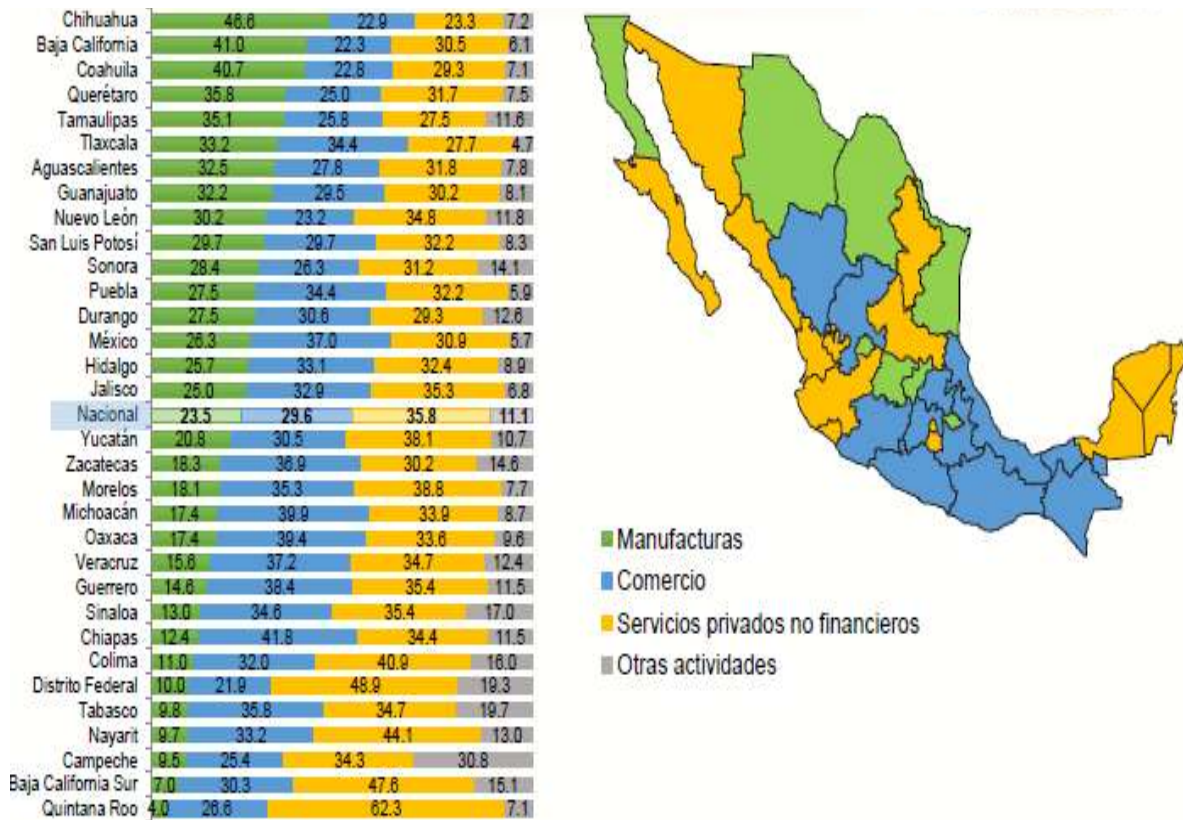 Chihuahua 46.6 22.9 23.3 7.2
Baja California 41.0 22.3 30.5 6.1
Coahuila 40.7 22.8 29.3 7.1
Querétaro 35.8 25.0 31.7 7.5
Tamaulipas 35.1 25.8 27.5 11.6
Tlaxcala 33.2 34.4 27.7 4.7
Aguascalientes 32.5 27.8 31.8 7.8
Guanajuato 32.2 29.5 30.2 8.1
Nuevo León 30.2 23.2 34.8 11.8
San Luis Potosí 29.7 29.7 32.2 8.3
Sonora 28.4 26.3 31.2 14.1
Puebla 27.5 34.4 32.2 5.9
Durango 27.5 30.6 29.3 12.6
México 26.3 37.0 30.9 5.7
Hidalgo 25.7 33.1 32.4 8.9
Jalisco 25.0 32.9 35.3 6.8
Nacional 23.5 29.6 35.8 11.1
Yucatán 20.8 30.5 38.1 10.7
Zacatecas 18.3 36.9 30.2 14.6
Morelos 18.1 35.3 38.8 7.7
Michoacán 17.4 39.9 33.9 8.7
Oaxaca 17.4 39.4 33.6 9.6
Veracruz 15.6 37.2 34.7 12.4
Guerrero 14.6 38.4 35.4 11.5
Sinaloa 13.0 34.6 35.4 17.0
Chiapas 12.4 41.8 34.4 11.5
Colima 11.0 32.0 40.9 16.0
Distrito Federal 10.0 21.9 48.9 19.3
Tabasco 9.8 35.8 34.7 19.7
Nayarit 9.7 33.2 44.1 13.0
Campeche 9.5 25.4 34.3 30.8
Baja California Sur 7.0 30.3 47.6 15.1
Quintana Roo 4.0 26.6 62.3 7.1
Manufacturas
Comercio
Servicios privados no financieros
Otras actividades